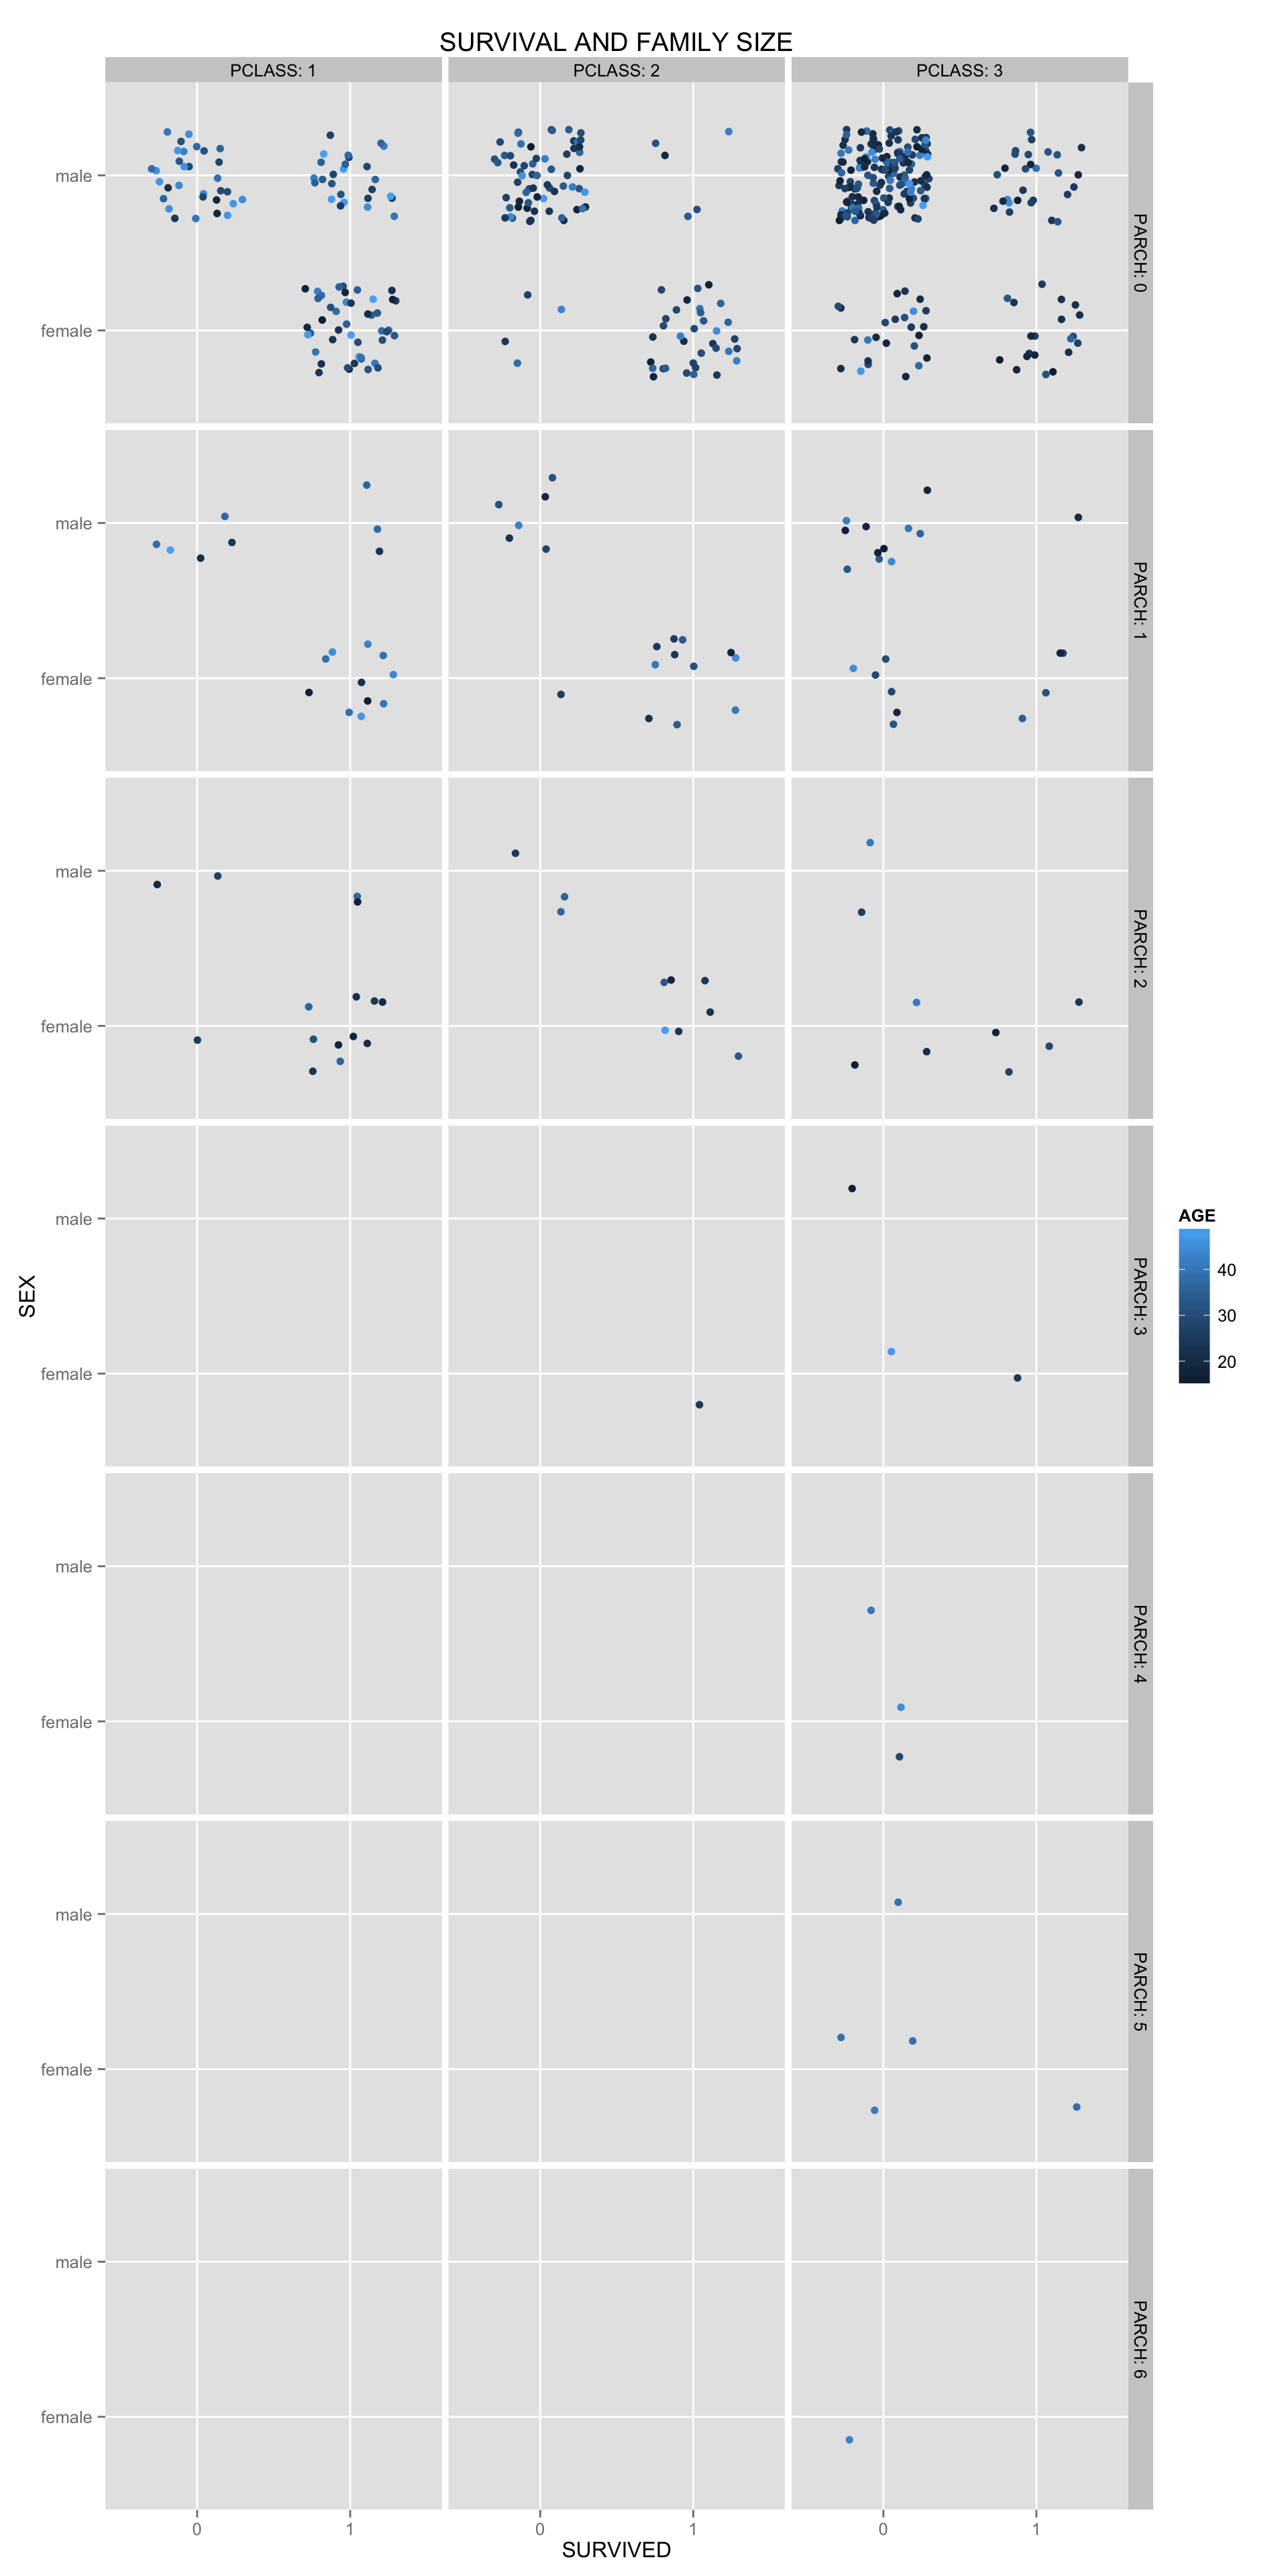 SURVIVAL AND FAMILY SIZE
PCLASS: 1
PCLASS: 2
PCLASS: 3
male
female
PARCH: 0
male
female
PARCH: 1
male
female
PARCH: 2
male
female
PARCH: 3
male
female
PARCH: 4
male
female
PARCH: 5
male
female
PARCH: 6
SEX
AGE
40
30
20
0
1
0
1
0
1
SURVIVED